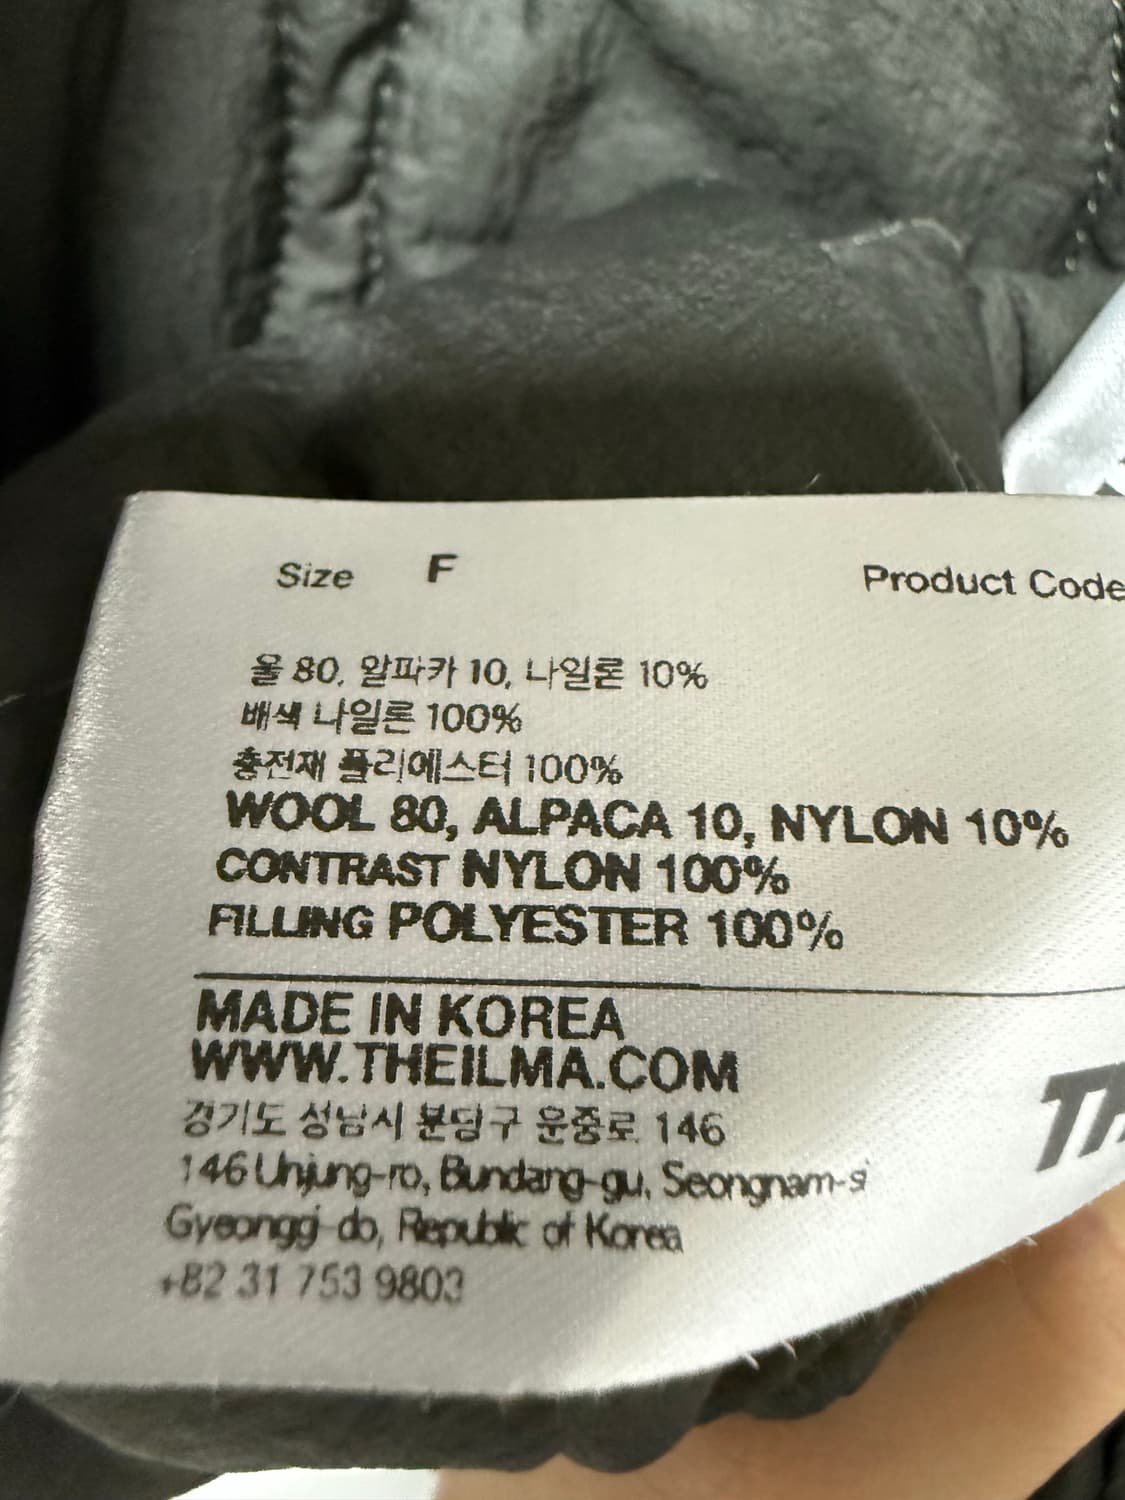 Size F Product Code
울 80, 알파카 10, 나일론 10%
배색 나일론 100%
충전재 폴리에스터 100%
WOOL 80, ALPACA 10, NYLON 10%
CONTRAST NYLON 100%
FILLING POLYESTER 100%
MADE IN KOREA
WWW.THEILMA.COM
경기도 성남시 분당구 운중로 146
146 Unjung-ro, Bundang-gu, Seongnam-si
Gyeonggi-do, Republic of Korea
+82 31 753 9803